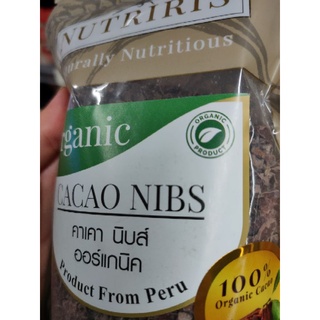 NUTRIRIS
urally Nutritious
ganic
ORGANIC
PRODUCT
CACAO NIBS
คาเคา นิบส์
ออร์แกนิค
Product From Peru
100%
Organic Cacao